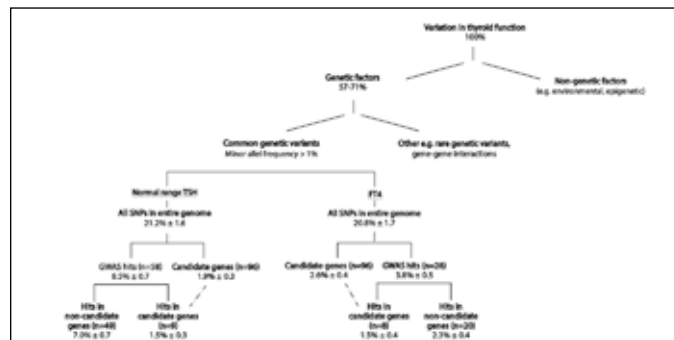 Variation in thyroid function
100%
Genetic factors
57-71%
Non-genetic factors
(e.g. environmental, epigenetic)
Common genetic variants
Minor allel frequency > 1%
Other e.g. rare genetic variants,
gene-gene interactions
Normal range TSH
FT4
All SNPs in entire genome
21.2% ± 1.6
All SNPs in entire genome
20.8% ± 1.7
GWAS hits (n=58)
± 0.7
Candidate genes (n=96)
1.9% ± 0.3
Candidate genes (n=96)
2.6% ± 0.4
GWAS hits (n=28)
3.8% ± 0.5
Hits in
non-candidate
genes (n=49)
7.0% ± 0.7
Hits in
candidate genes
(n=9)
1.5% ± 0.3
Hits in
candidate genes
(n=8)
1.5% ± 0.4
Hits in
non-candidate
genes (n=20)
2.3% ± 0.4